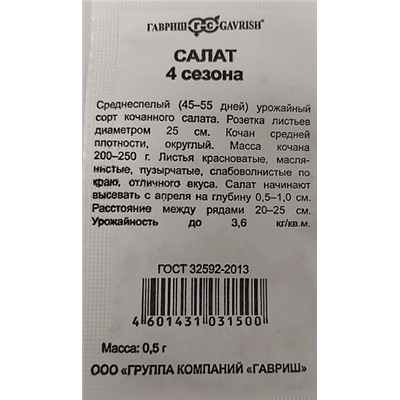 ГАВРИШ GAVRISH®
САЛАТ
4 сезона
Среднеспелый (45–55 дней) урожайный
сорт кочанного салата. Розетка листьев
диаметром 25 см. Кочан средней
плотности, округлый. Масса кочана
200–250 г. Листья красноватые, масля-
нистые, пузырчатые, слабоволнистые по
краю, отличного вкуса. Салат начинают
высевать с апреля на глубину 0,5–1,0 см.
Расстояние между рядами 20–25 см.
Урожайность до 3,6 кг/кв.м.
ГОСТ 32592-2013
4 601431 031500
Масса: 0,5 г
ООО «ГРУППА КОМПАНИЙ «ГАВРИШ»